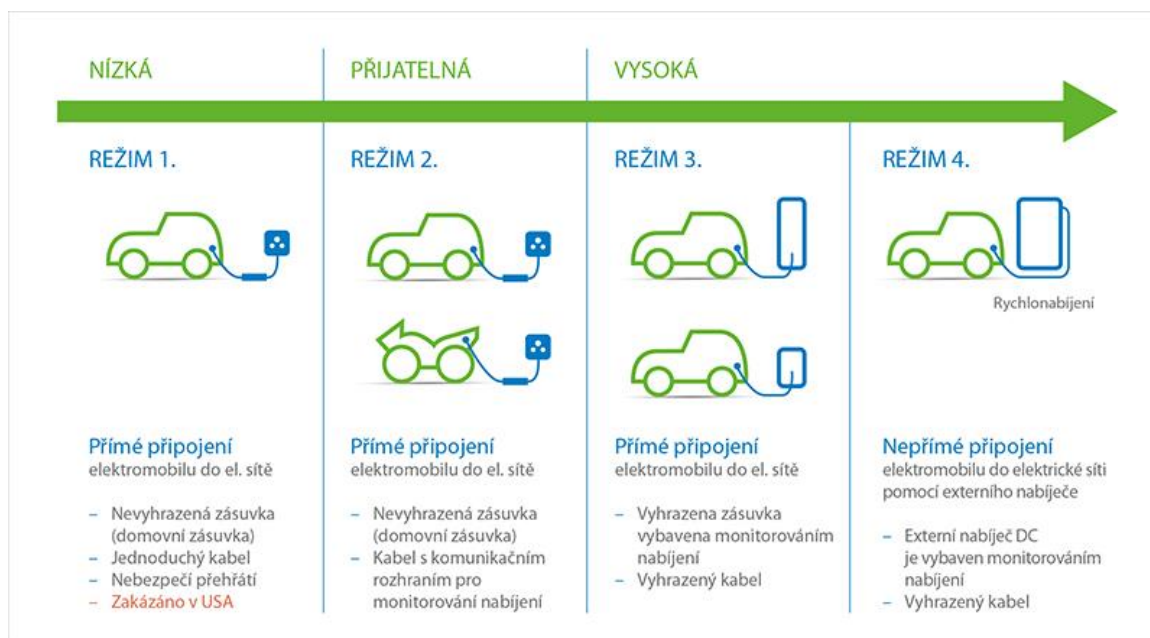 NÍZKÁ
PŘIJATELNÁ
VYSOKÁ
REŽIM 1.
REŽIM 2.
REŽIM 3.
REŽIM 4.
Rychlonabíjení
Přímé připojení
elektromobilu do el. sítě
– Nevyhrazená zásuvka
(domovní zásuvka)
– Jednoduchý kabel
– Nebezpečí přehřátí
– Zakázáno v USA
Přímé připojení
elektromobilu do el. sítě
– Nevyhrazená zásuvka
(domovní zásuvka)
– Kabel s komunikačním
rozhraním pro
monitorování nabíjení
Přímé připojení
elektromobilu do el. sítě
– Vyhrazena zásuvka
vybavena monitorováním
nabíjení
– Vyhrazený kabel
Nepřímé připojení
elektromobilu do elektrické síti
pomocí externího nabíječe
– Externí nabíječ DC
je vybaven monitorováním
nabíjení
– Vyhrazený kabel